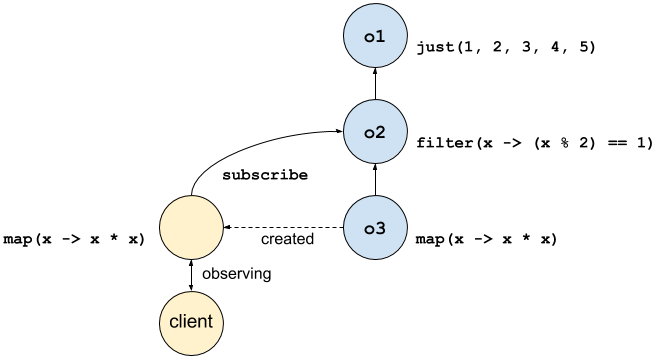 o1
just(1, 2, 3, 4, 5)
o2
filter(x -> (x % 2) == 1)
subscribe
map(x -> x * x)
created
o3
map(x -> x * x)
observing
client